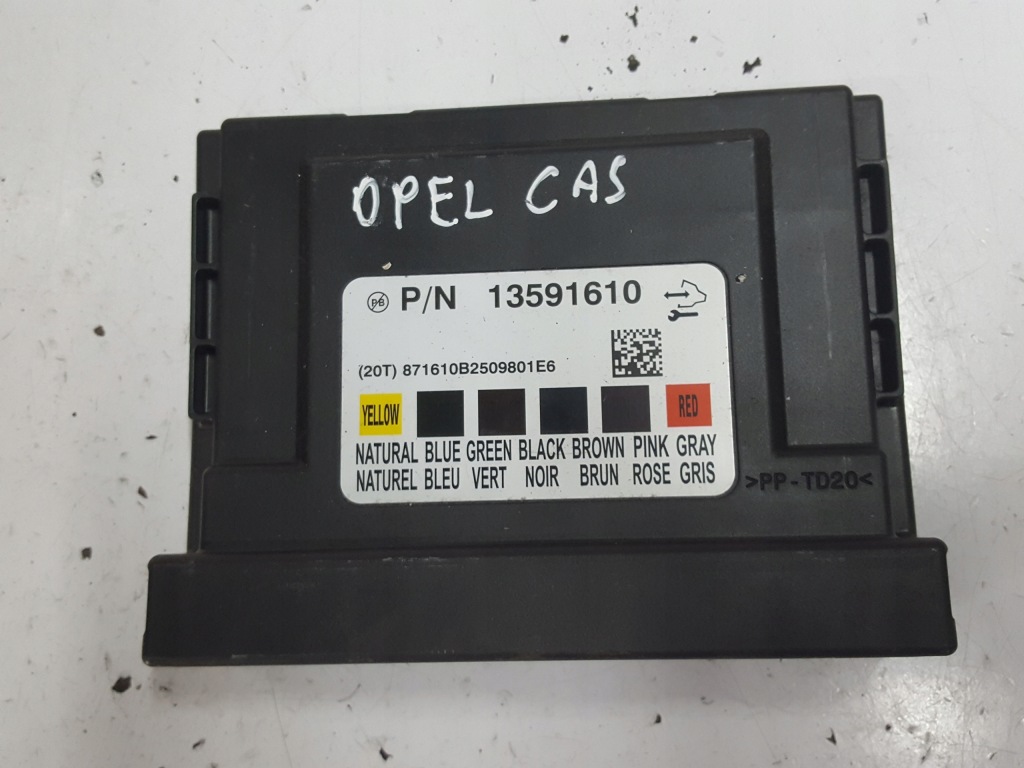 OPEL CAS
PB P/N 13591610
(20T) 871610B2509801E6
YELLOW RED
NATURAL BLUE GREEN BLACK BROWN PINK GRAY
NATUREL BLEU VERT NOIR BRUN ROSE GRIS
>PP-TD20<